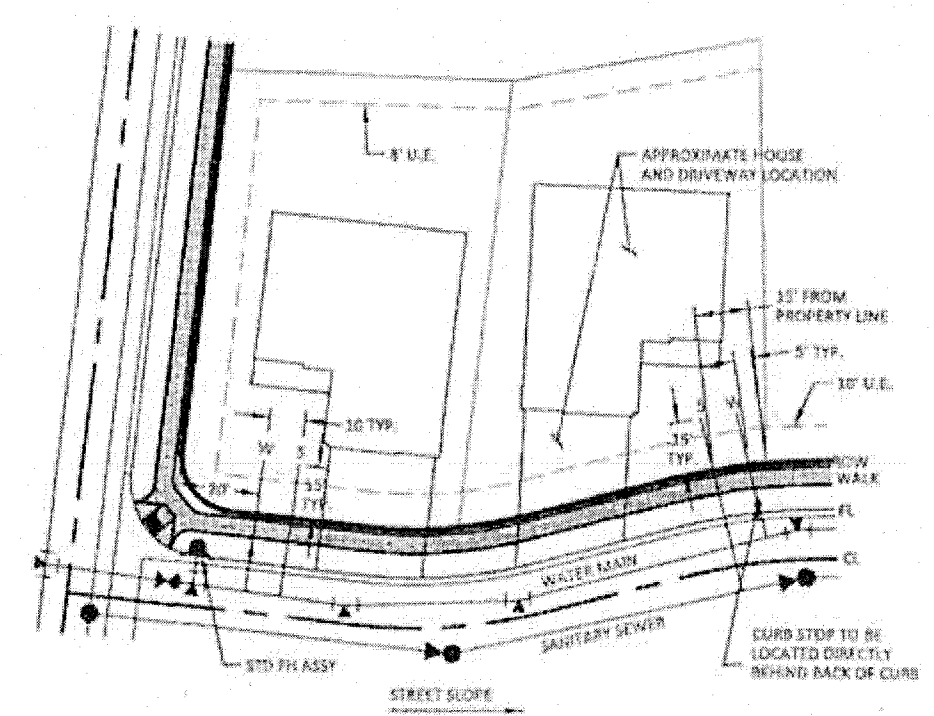 8' U.E.
APPROXIMATE HOUSE
AND DRIVEWAY LOCATION
15' FROM
PROPERTY LINE
5' TYP.
10' U.E.
10 TYP.
W
S
20'
15'
TYP
S
W
15'
TYP.
ROW
WALK
FL
CL
WATER MAIN
SANITARY SEWER
STD FH ASSY
CURB STOP TO BE
LOCATED DIRECTLY
BEHIND BACK OF CURB
STREET SLOPE